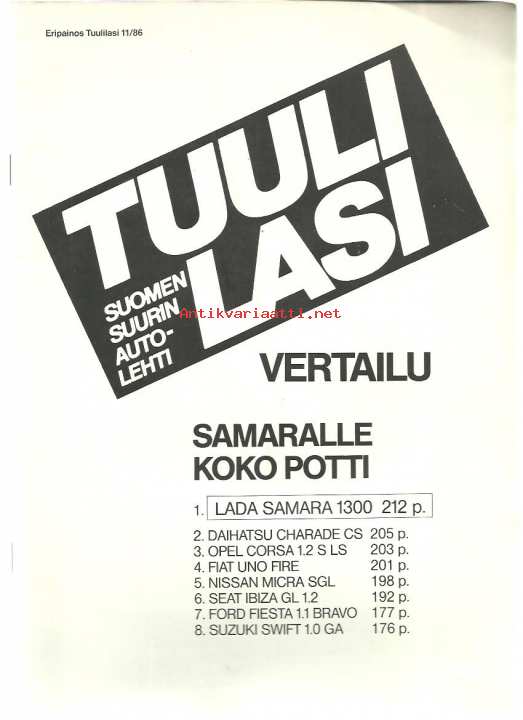 Eripainos Tuulilasi 11/86
TUULI
LASI
SUOMEN
SUURIN
AUTO-
LEHTI
Antikvariaatti.net
VERTAILU
SAMARALLE
KOKO POTTI
1. LADA SAMARA 1300 212 p.
2. DAIHATSU CHARADE CS 205 p.
3. OPEL CORSA 1.2 S LS 203 p.
4. FIAT UNO FIRE 201 p.
5. NISSAN MICRA SGL 198 p.
6. SEAT IBIZA GL 1.2 192 p.
7. FORD FIESTA 1.1 BRAVO 177 p.
8. SUZUKI SWIFT 1.0 GA 176 p.